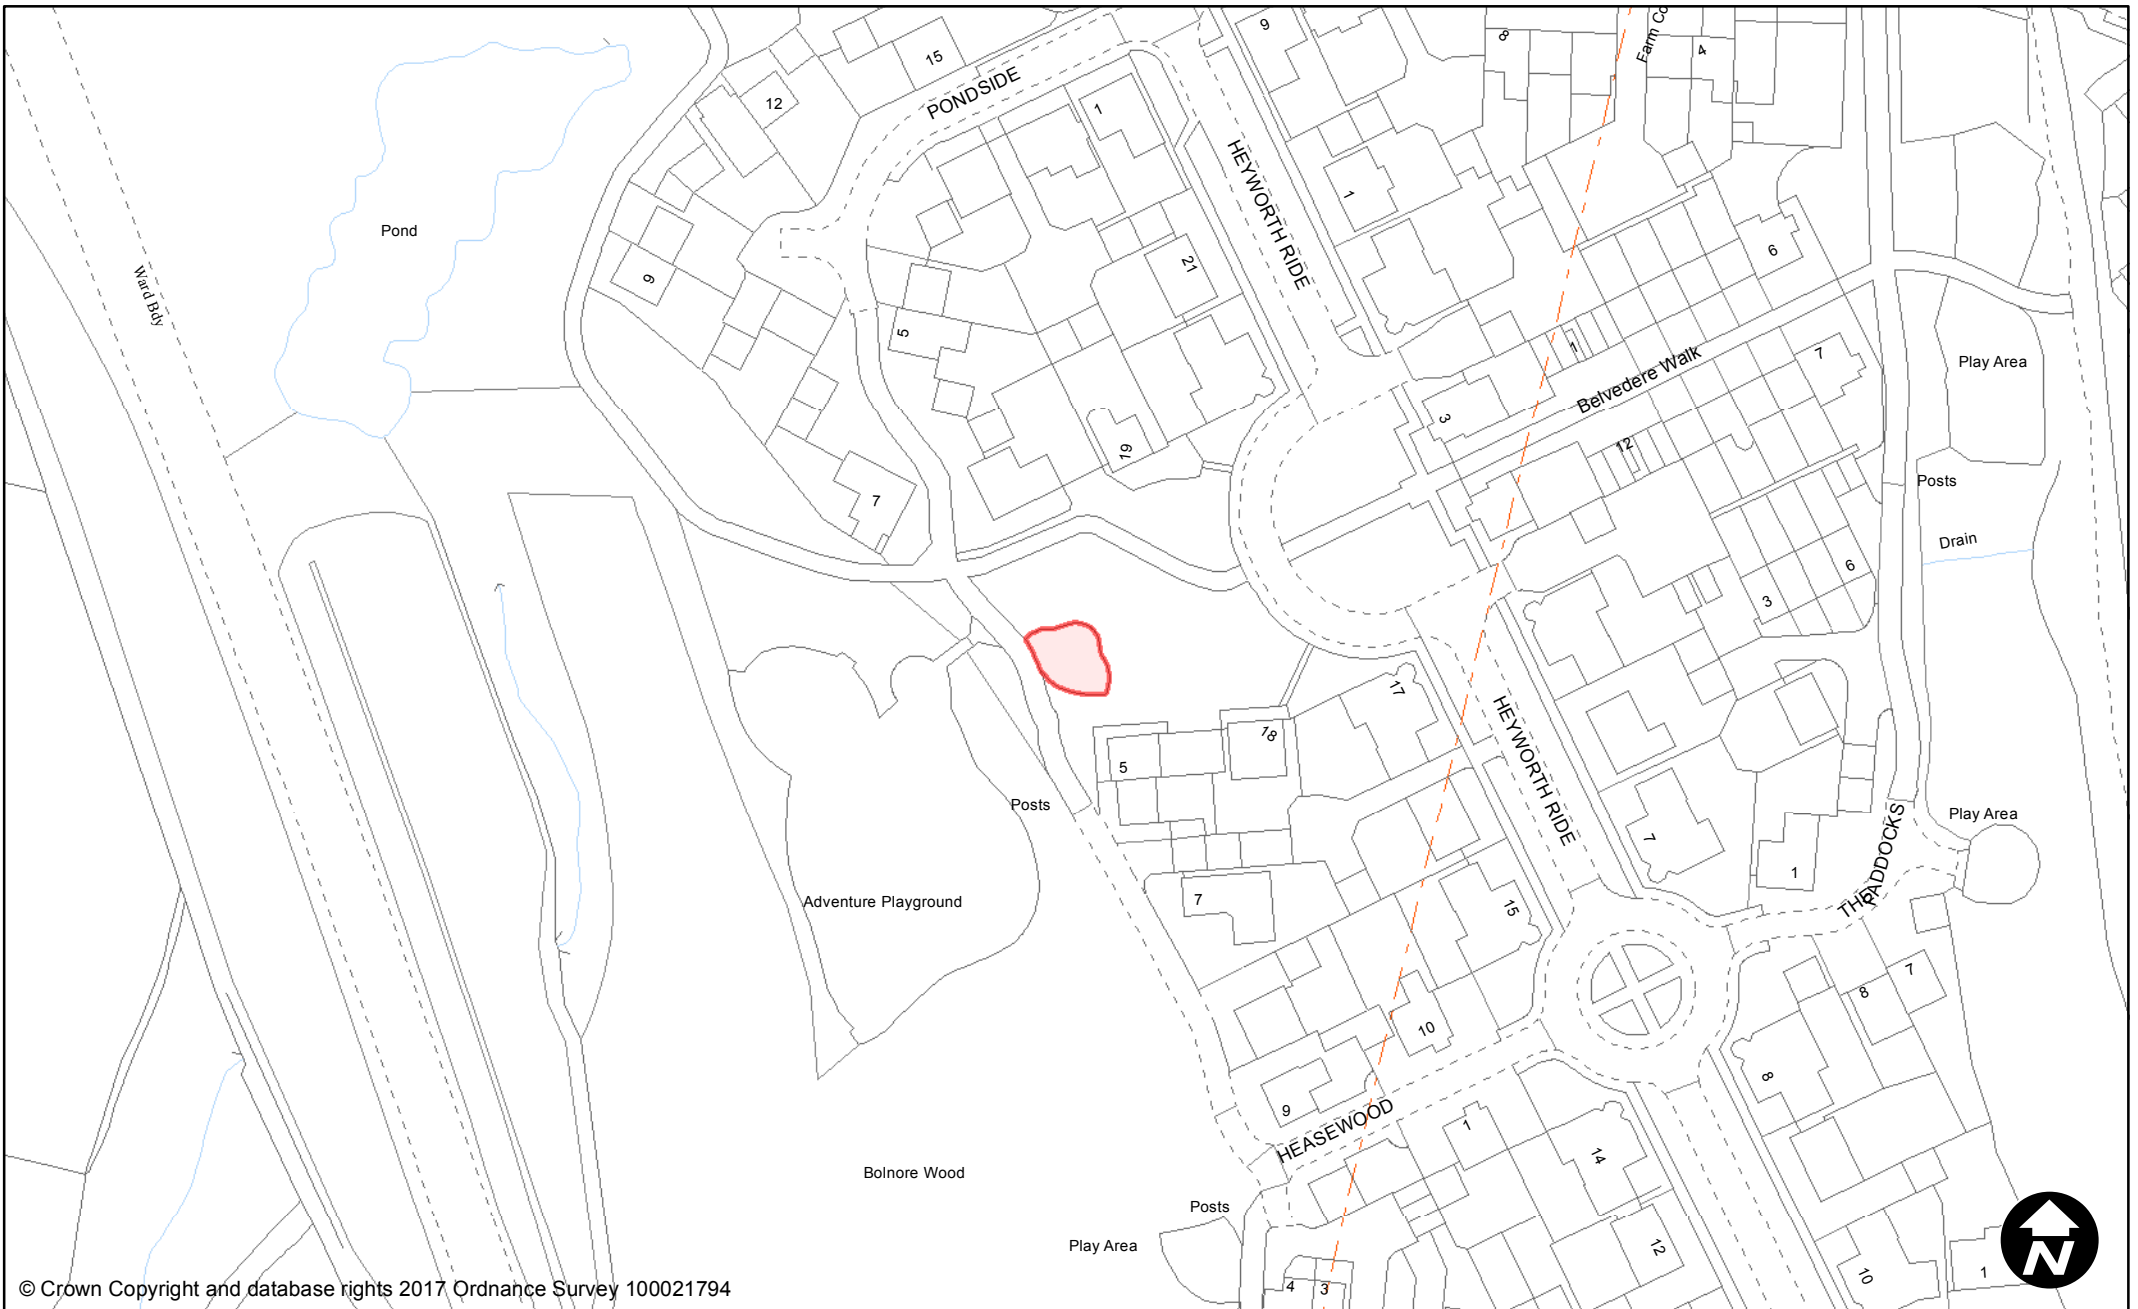 9
8
Farm Co
4
15
PONDSIDE
12
1
HEYWORTH RIDE
1
Pond
6
9
21
Ward Bdy
5
1
7
Play Area
Belvedere Walk
3
19
12
7
Posts
Drain
6
3
17
HEYWORTH RIDE
18
5
Posts
7
THE PADDOCKS
Play Area
1
Adventure Playground
7
15
7
8
10
9
HEASEWOOD
1
8
14
Bolnore Wood
Posts
Play Area
12
10
1
4
3
N
© Crown Copyright and database rights 2017 Ordnance Survey 100021794